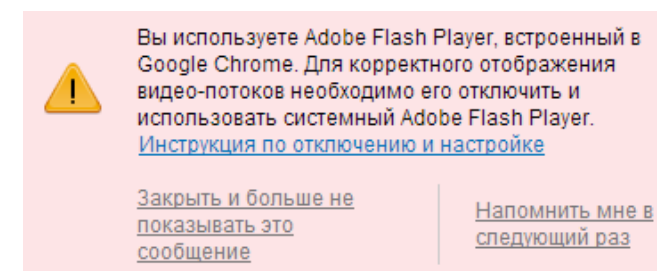 Вы используете Adobe Flash Player, встроенный в
Google Chrome. Для корректного отображения
видео-потоков необходимо его отключить и
использовать системный Adobe Flash Player.
Инструкция по отключению и настройке
Закрыть и больше не
показывать это
сообщение
Напомнить мне в
следующий раз